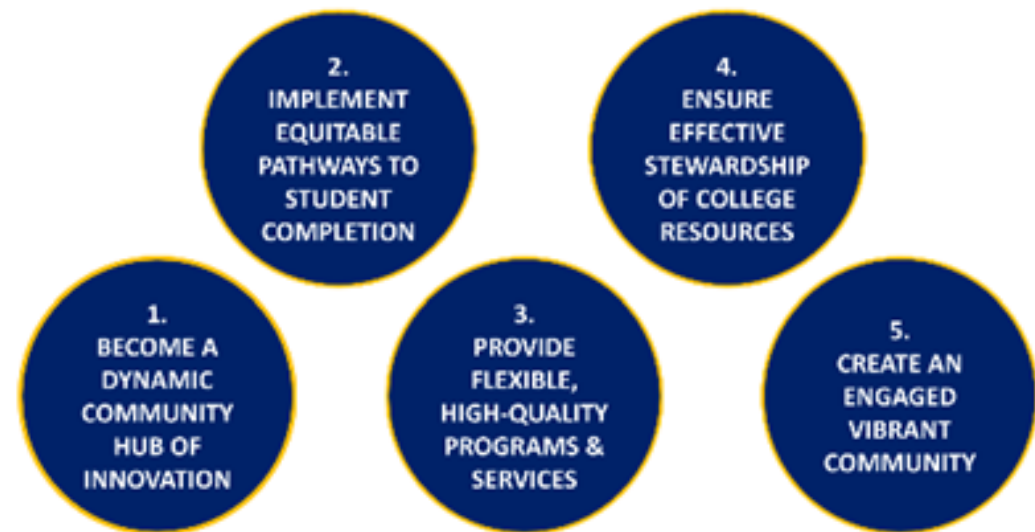 1.
BECOME A
DYNAMIC
COMMUNITY
HUB OF
INNOVATION
2.
IMPLEMENT
EQUITABLE
PATHWAYS TO
STUDENT
COMPLETION
3.
PROVIDE
FLEXIBLE,
HIGH-QUALITY
PROGRAMS &
SERVICES
4.
ENSURE
EFFECTIVE
STEWARDSHIP
OF COLLEGE
RESOURCES
5.
CREATE AN
ENGAGED
VIBRANT
COMMUNITY